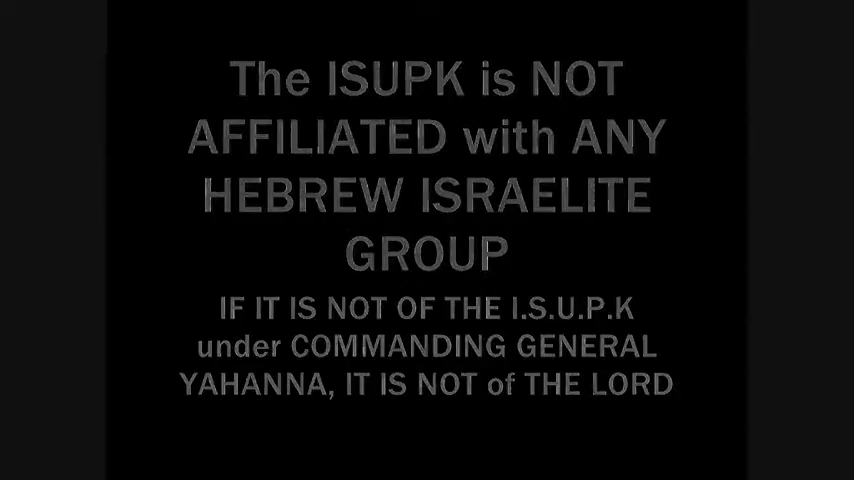 The ISUPK is NOT
AFFILIATED with ANY
HEBREW ISRAELITE
GROUP
IF IT IS NOT OF THE I.S.U.P.K
under COMMANDING GENERAL
YAHANNA, IT IS NOT of THE LORD